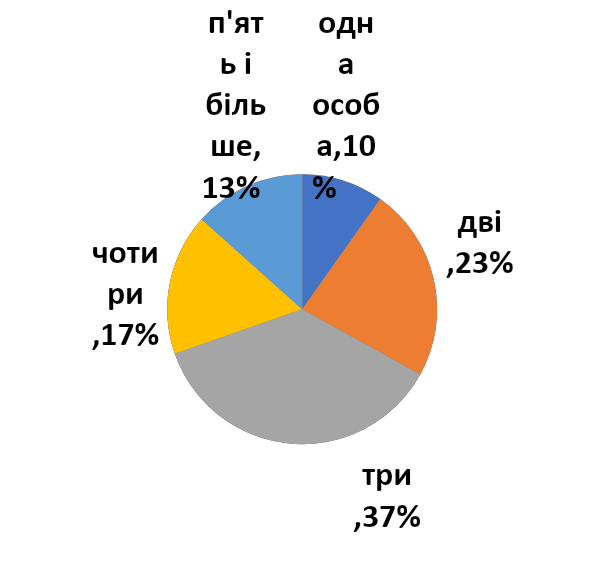 п'ят
ь і
біль
ше,
13%
одн
а
особ
а,10
%
дві
,23%
чоти
ри
,17%
три
,37%